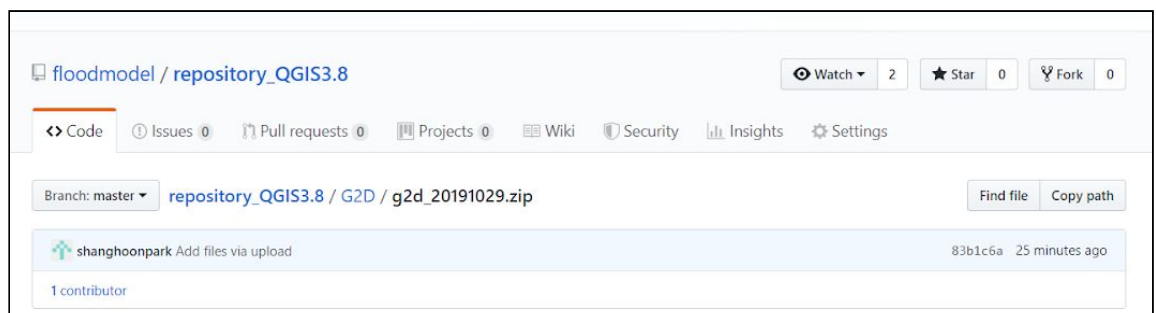 floodmodel / repository_QGIS3.8 Watch 2 Star 0 Fork 0
Code Issues 0 Pull requests 0 Projects 0 Wiki Security Insights Settings
Branch: master repository_QGIS3.8 / G2D / g2d_20191029.zip Find file Copy path
shanghoonpark Add files via upload 83b1c6a 25 minutes ago
1 contributor